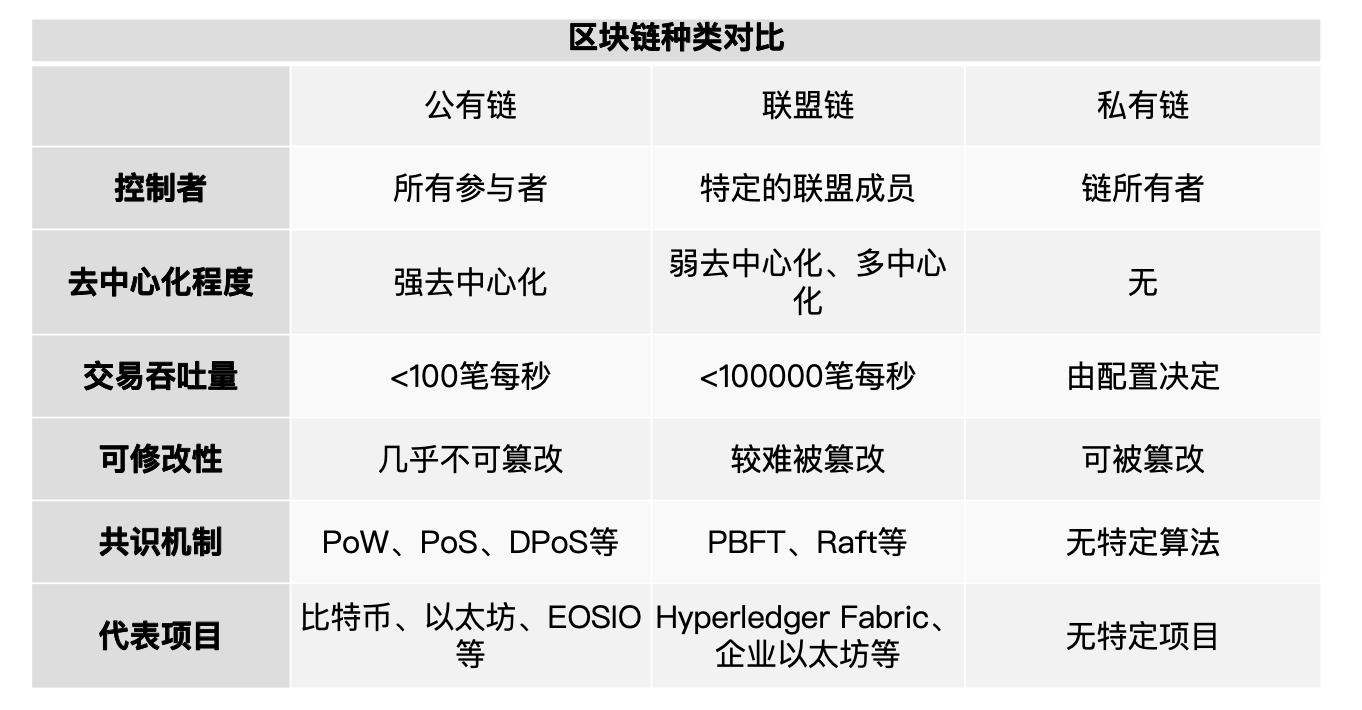 区块链种类对比
公有链 联盟链 私有链
控制者 所有参与者 特定的联盟成员 链所有者
去中心化程度 强去中心化 弱去中心化、多中心 无
化
交易吞吐量 <100笔每秒 <100000笔每秒 由配置决定
可修改性 几乎不可篡改 较难被篡改 可被篡改
共识机制 PoW、PoS、DPoS等 PBFT、Raft等 无特定算法
代表项目 比特币、以太坊、EOSIO Hyperledger Fabric、 无特定项目
等 企业以太坊等